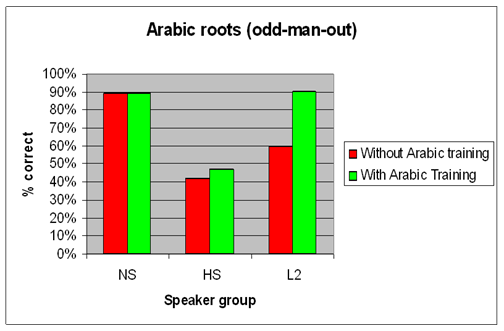 Arabic roots (odd-man-out)
100%
90%
80%
70%
60%
50%
40%
30%
20%
10%
0%
% correct
NS
HS
L2
Speaker group
Without Arabic training
With Arabic Training